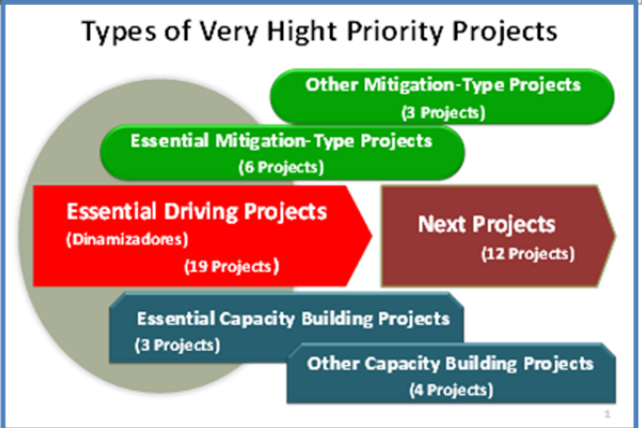 Types of Very Hight Priority Projects
Other Mitigation-Type Projects
(3 Projects)
Essential Mitigation-Type Projects
(6 Projects)
Essential Driving Projects
(Dinamizadores)
(19 Projects)
Next Projects
(12 Projects)
Essential Capacity Building Projects
(3 Projects)
Other Capacity Building Projects
(4 Projects)
1